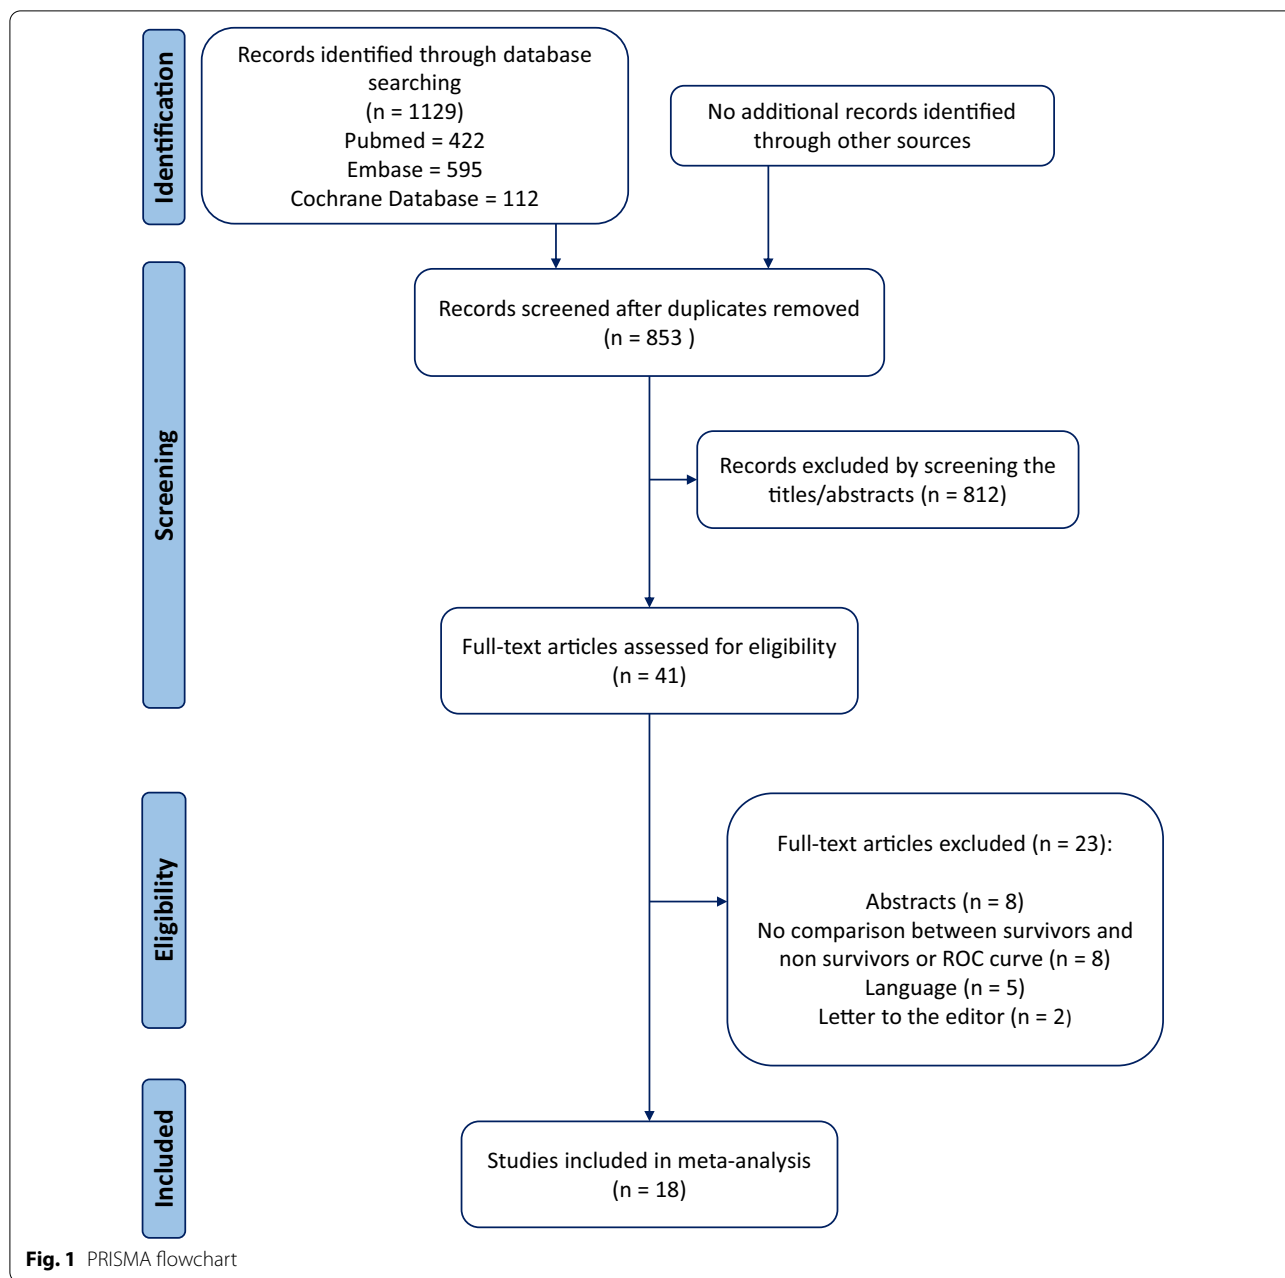 Identification
Records identified through database
searching
(n = 1129)
Pubmed = 422
Embase = 595
Cochrane Database = 112
No additional records identified
through other sources
Screening
Records screened after duplicates removed
(n = 853 )
Records excluded by screening the
titles/abstracts (n = 812)
Full-text articles assessed for eligibility
(n = 41)
Eligibility
Full-text articles excluded (n = 23):
Abstracts (n = 8)
No comparison between survivors and
non survivors or ROC curve (n = 8)
Language (n = 5)
Letter to the editor (n = 2)
Included
Studies included in meta-analysis
(n = 18)
Fig. 1 PRISMA flowchart